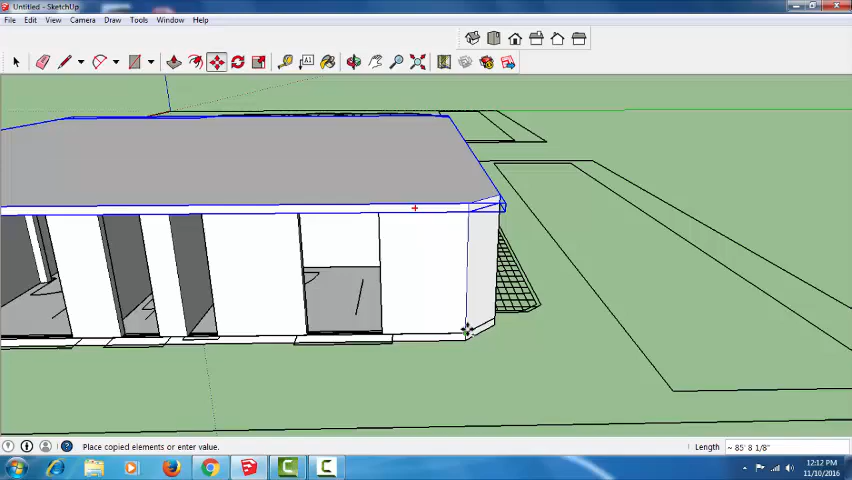 Untitled - SketchUp
File Edit View Camera Draw Tools Window Help
A1
Place copied elements or enter value.
Length ~ 85' 8 1/8"
12:12 PM
11/10/2016